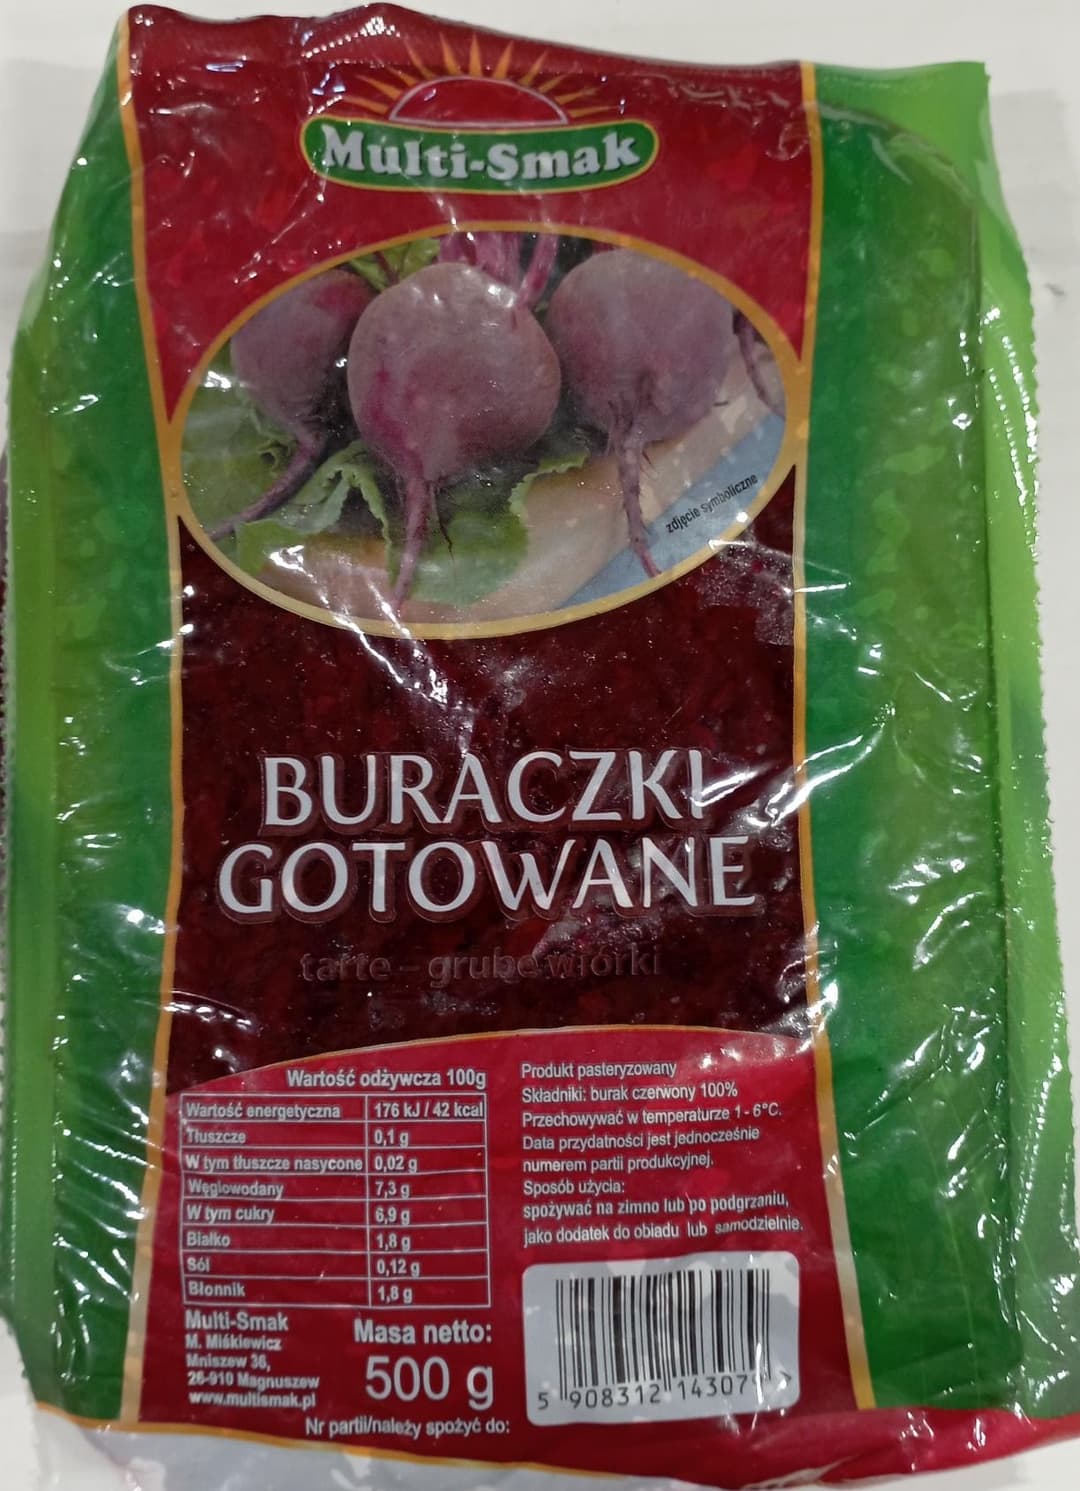 Multi-Smak
zdjęcie symboliczne
BURACZKI
GOTOWANE
tarte - grube wiórki
Wartość odżywcza 100g
Wartość energetyczna 176 kJ / 42 kcal
Tłuszcze 0,1 g
W tym tłuszcze nasycone 0,02 g
Węglowodany 7,3 g
W tym cukry 6,9 g
Białko 1,8 g
Sól 0,12 g
Błonnik 1,8 g
Multi-Smak
M. Miśkiewicz
Mniszew 36,
26-910 Magnuszew
www.multismak.pl
Masa netto:
500 g
Nr partii/należy spożyć do:
Produkt pasteryzowany
Składniki: burak czerwony 100%
Przechowywać w temperaturze 1 - 6°C.
Data przydatności jest jednocześnie
numerem partii produkcyjnej.
Sposób użycia:
spożywać na zimno lub po podgrzaniu,
jako dodatek do obiadu lub samodzielnie.
5 908312 14307